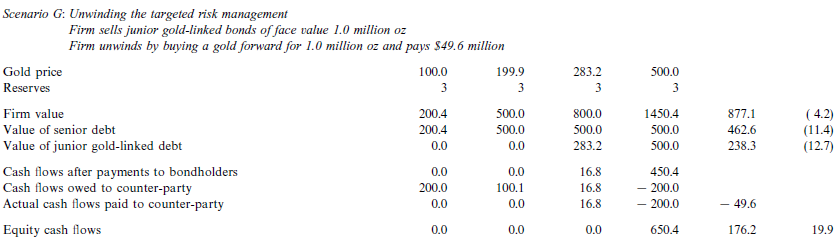 Scenario G: Unwinding the targeted risk management
Firm sells junior gold-linked bonds of face value 1.0 million oz
Firm unwinds by buying a gold forward for 1.0 million oz and pays $49.6 million
Gold price 100.0 199.9 283.2 500.0
Reserves 3 3 3 3
Firm value 200.4 500.0 800.0 1450.4 877.1 ( 4.2)
Value of senior debt 200.4 500.0 500.0 500.0 462.6 (11.4)
Value of junior gold-linked debt 0.0 0.0 283.2 500.0 238.3 (12.7)
Cash flows after payments to bondholders 0.0 0.0 16.8 450.4
Cash flows owed to counter-party 200.0 100.1 16.8 − 200.0
Actual cash flows paid to counter-party 0.0 0.0 16.8 − 200.0 − 49.6
Equity cash flows 0.0 0.0 0.0 650.4 176.2 19.9